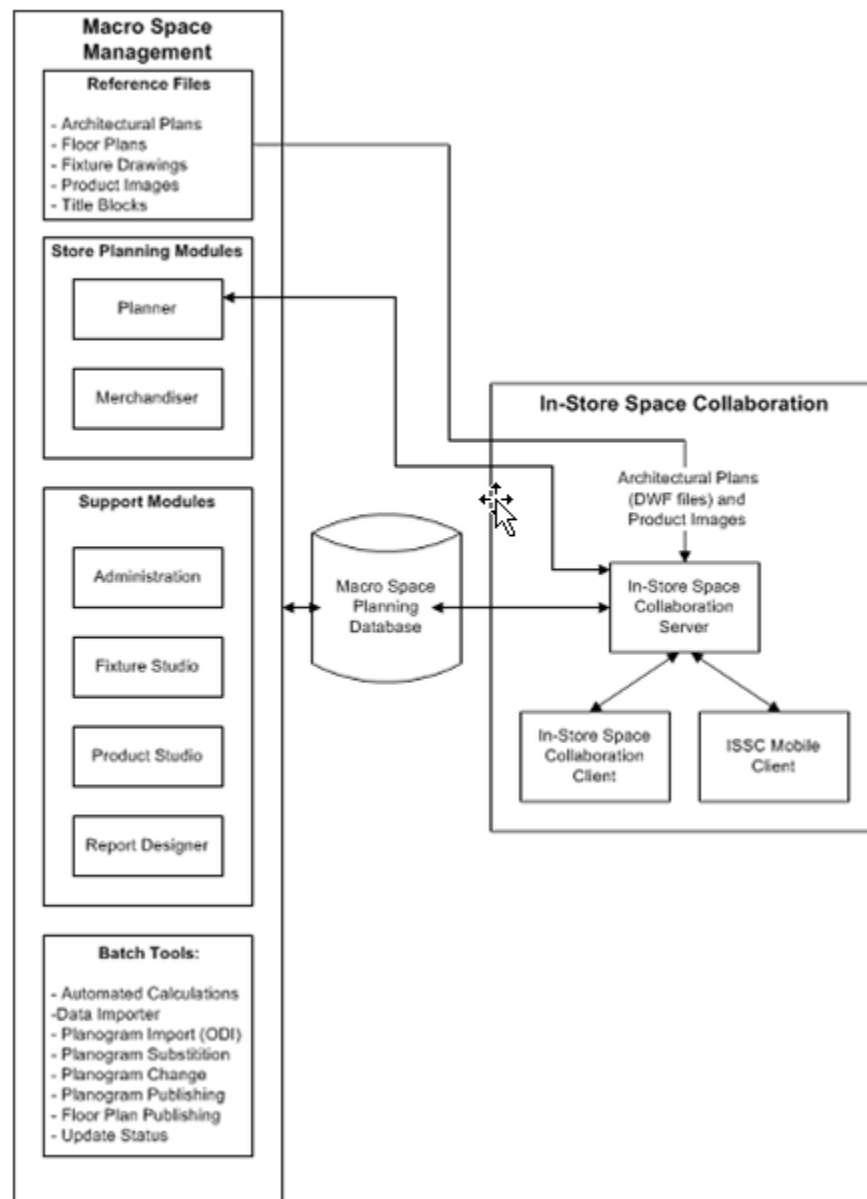 Macro Space
Management
Reference Files
- Architectural Plans
- Floor Plans
- Fixture Drawings
- Product Images
- Title Blocks
Store Planning Modules
Planner
Merchandiser
Support Modules
Administration
Fixture Studio
Product Studio
Report Designer
Batch Tools:
- Automated Calculations
-Data Importer
- Planogram Import (ODI)
- Planogram Substitition
- Planogram Change
- Planogram Publishing
- Floor Plan Publishing
- Update Status
Macro Space
Planning
Database
In-Store Space Collaboration
Architectural Plans
(DWF files) and
Product Images
In-Store Space
Collaboration
Server
In-Store Space
Collaboration
Client
ISSC Mobile
Client